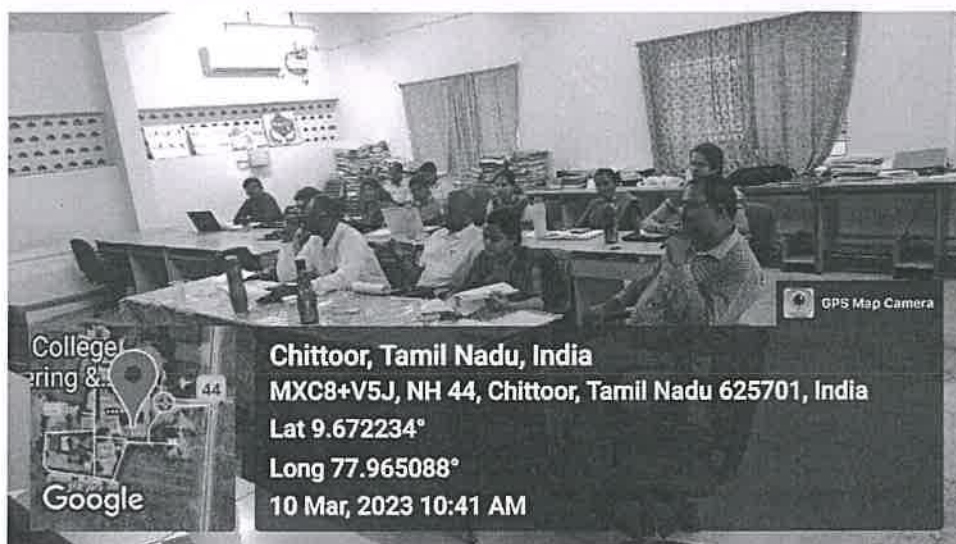 GPS Map Camera
College
ering &
44
Google
Chittoor, Tamil Nadu, India
MXC8+V5J, NH 44, Chittoor, Tamil Nadu 625701, India
Lat 9.672234°
Long 77.965088°
10 Mar, 2023 10:41 AM